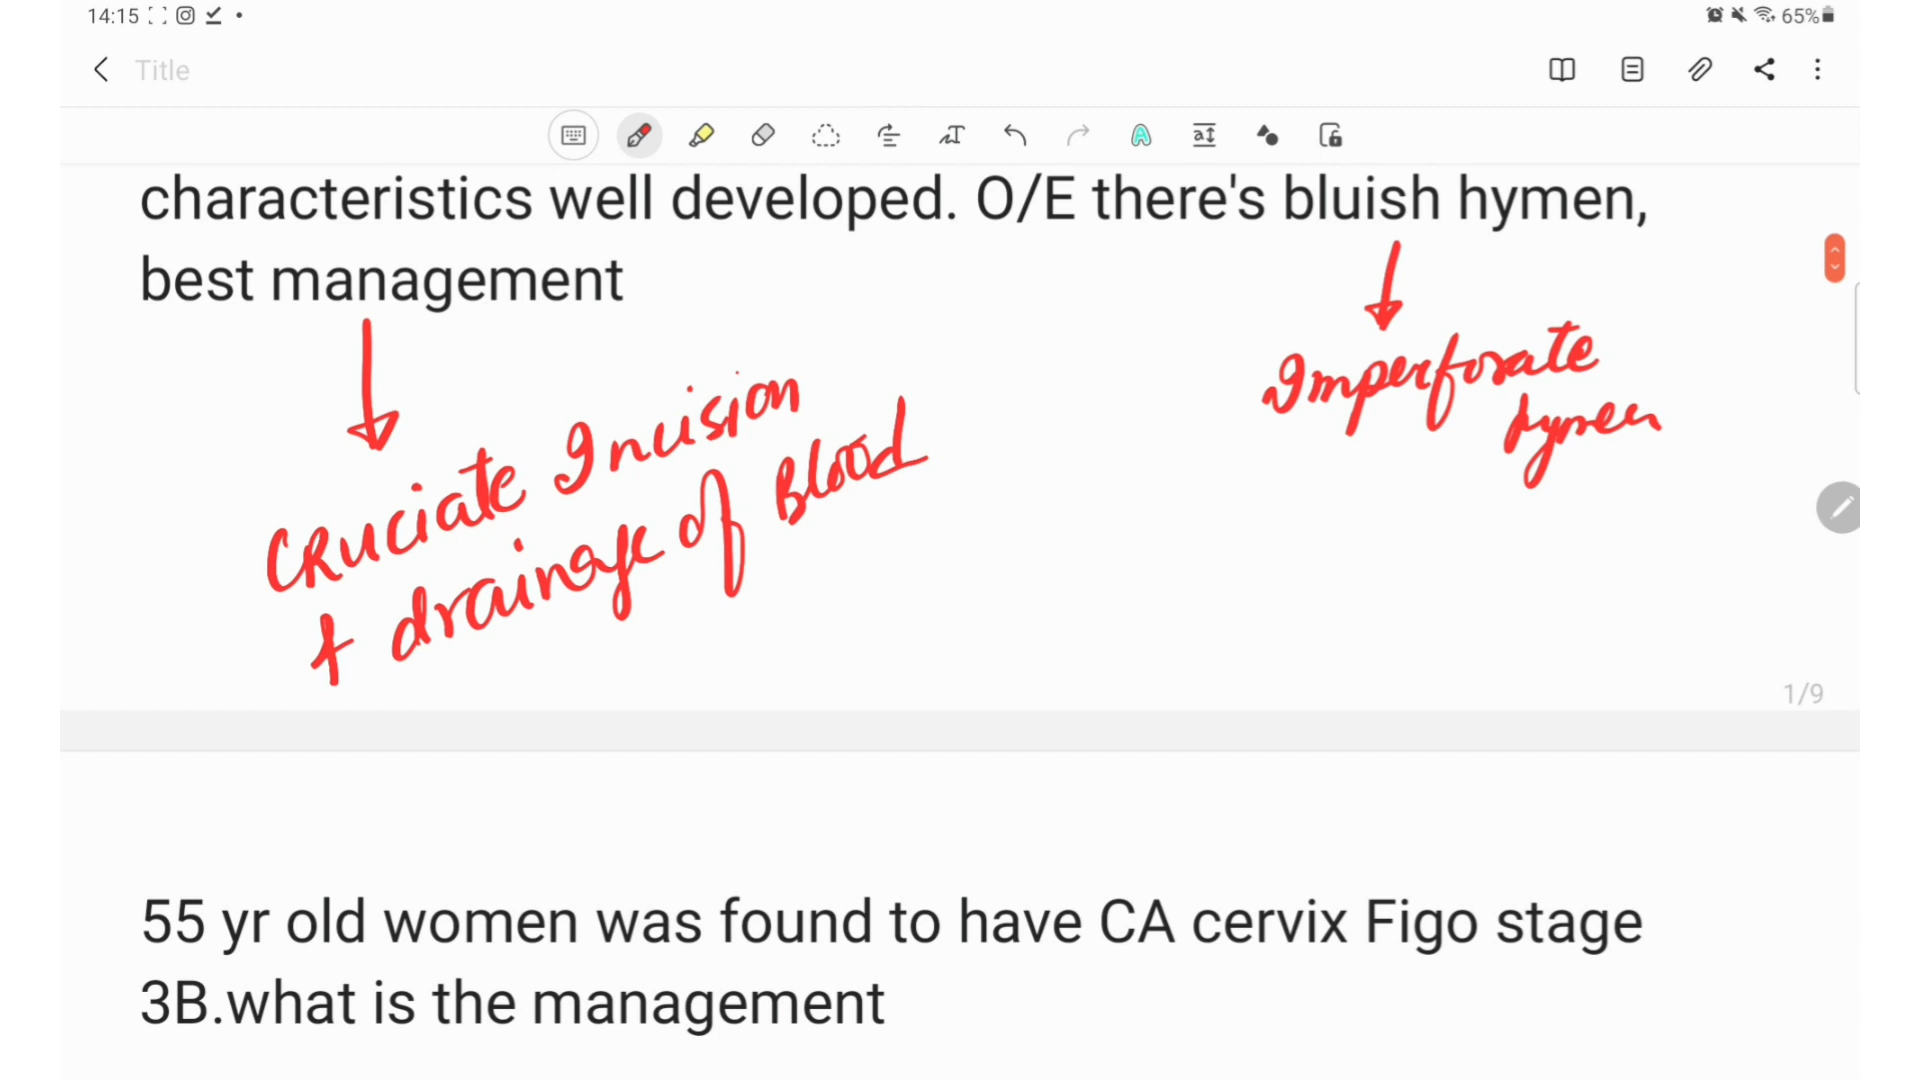 14:15
65%
Title
characteristics well developed. O/E there's bluish hymen,
best management
Imperforate
hymen
Cruciate Incision
+ drainage of Blood
1/9
55 yr old women was found to have CA cervix Figo stage
3B.what is the management